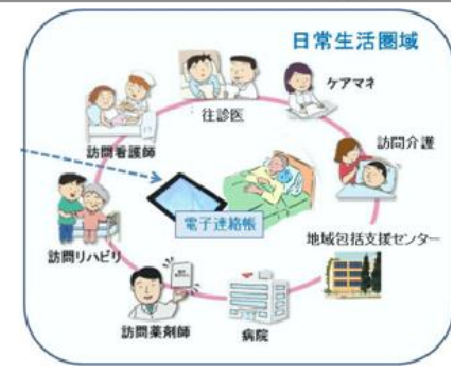 日常生活圏域
ケアマネ
往診医
訪問看護師
訪問介護
電子連絡帳
地域包括支援センター
訪問リハビリ
訪問薬剤師
病院